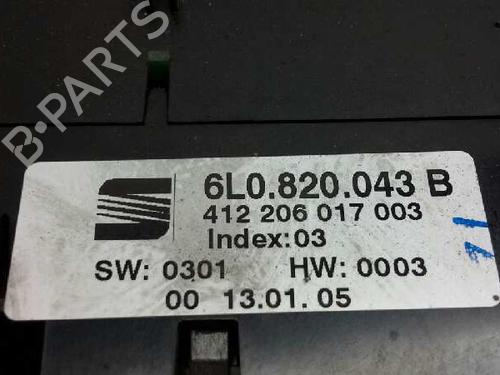 B-PARTS
6L0.820.043 B
412 206 017 003
Index:03
SW: 0301 HW: 0003
00 13.01.05